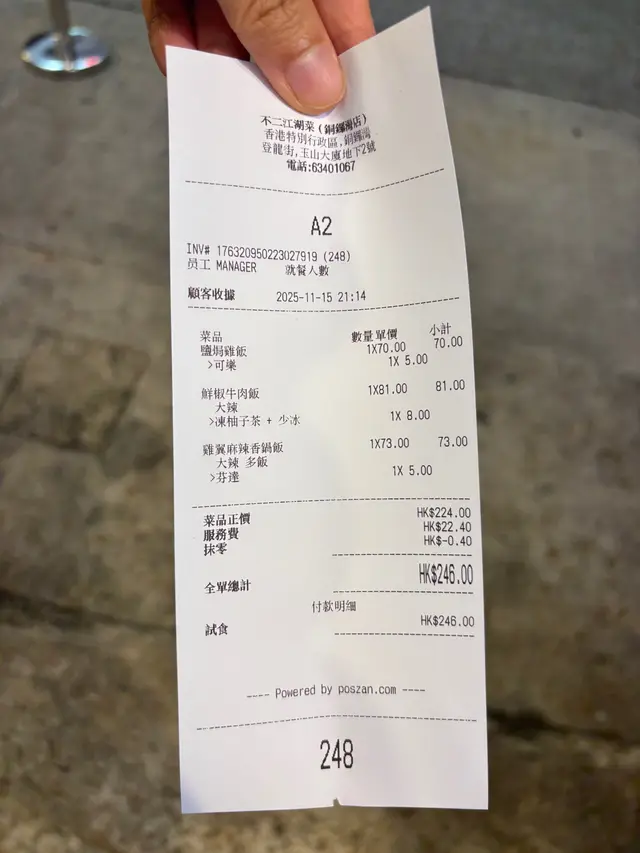 不二江湖菜(銅鑼灣店)
香港特別行政區,銅鑼灣
登龍街,玉山大廈地下2號
電話:63401067
A2
INV# 176320950223027919 (248)
员工 MANAGER 就餐人數
顧客收據 2025-11-15 21:14
菜品 數量單價 小計
鹽焗雞飯 1X70.00 70.00
>可樂 1X 5.00
鮮椒牛肉飯 1X81.00 81.00
大辣
>凍柚子茶 + 少冰 1X 8.00
雞翼麻辣香鍋飯 1X73.00 73.00
大辣 多飯
>芬達 1X 5.00
菜品正價 HK$224.00
服務費 HK$22.40
抹零 HK$-0.40
全單總計 HK$246.00
付款明細
試食 HK$246.00
---- Powered by poszan.com ----
248